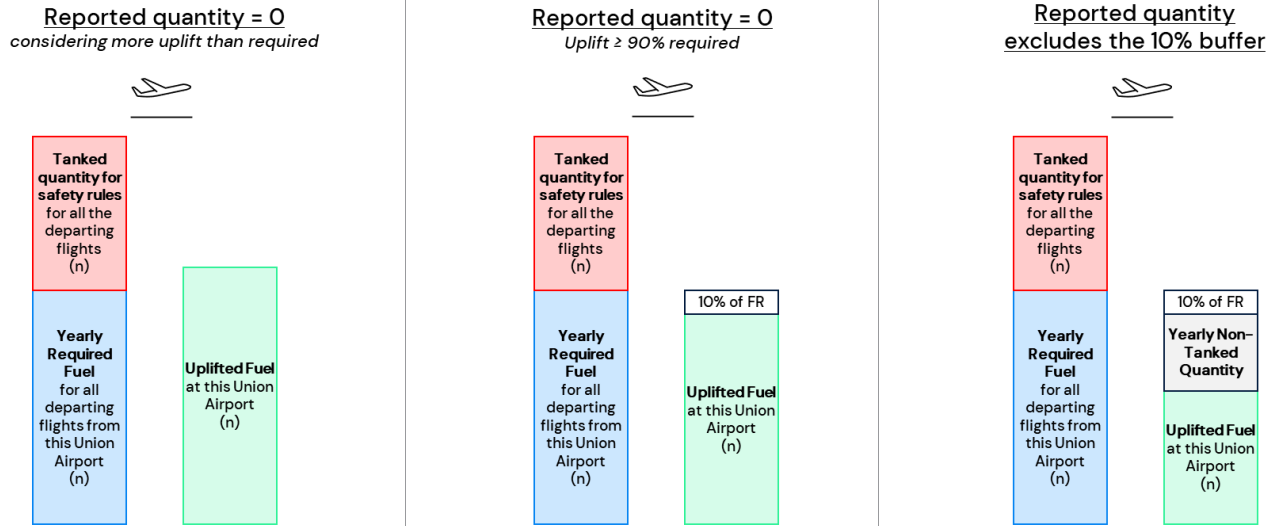 Reported quantity = 0
considering more uplift than required
Tanked
quantity for
safety rules
for all the
departing
flights
(n)
Yearly
Required
Fuel
for all
departing
flights from
this Union
Airport
(n)
Uplifted Fuel
at this Union
Airport
(n)
Reported quantity = 0
Uplift ≥ 90% required
Tanked
quantity for
safety rules
for all the
departing
flights
(n)
Yearly
Required
Fuel
for all
departing
flights from
this Union
Airport
(n)
10% of FR
Uplifted Fuel
at this Union
Airport
(n)
Reported quantity
excludes the 10% buffer
Tanked
quantity for
safety rules
for all the
departing
flights
(n)
Yearly
Required
Fuel
for all
departing
flights from
this Union
Airport
(n)
10% of FR
Yearly Non-
Tanked
Quantity
Uplifted Fuel
at this Union
Airport
(n)